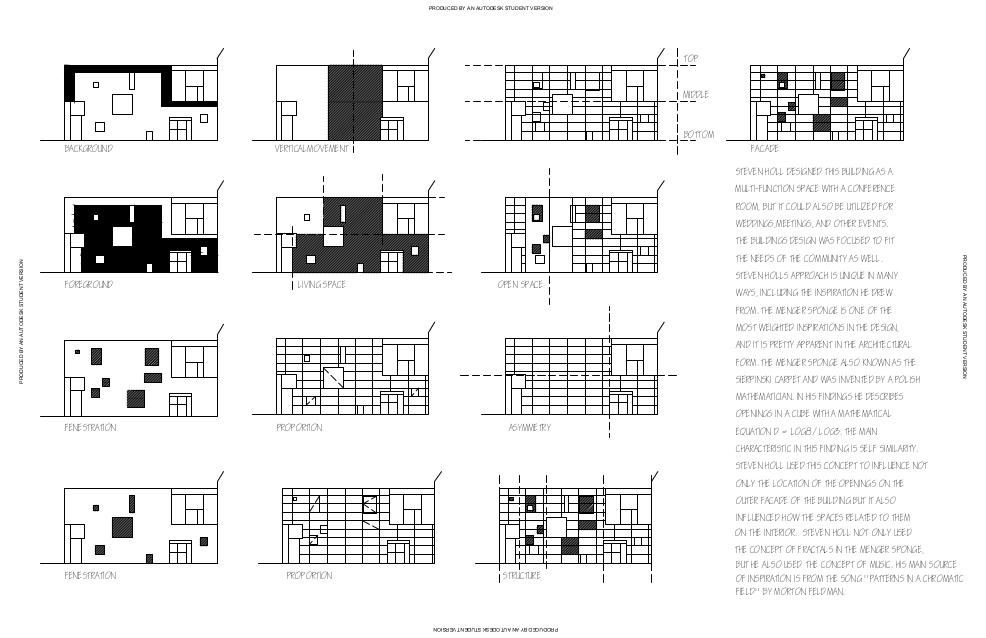 PRODUCED BY AN AUTODESK STUDENT VERSION
TOP
MIDDLE
BOTTOM
BACKGROUND
VERTICAL MOVEMENT
FACADE
FOREGROUND
LIVING SPACE
OPEN SPACE
FENESTRATION
PROPORTION
ASYMMETRY
FENESTRATION
PROPORTION
STRUCTURE
STEVEN HOLL DESIGNED THIS BUILDING AS A
MULTI-FUNCTION SPACE WITH A CONFERENCE
ROOM, BUT IT COULD ALSO BE UTILIZED FOR
WEDDINGS, MEETINGS, AND OTHER EVENTS.
THE BUILDINGS DESIGN WAS FOCUSED TO FIT
THE NEEDS OF THE COMMUNITY AS WELL.
STEVEN HOLLS APPROACH IS UNIQUE IN MANY
WAYS, INCLUDING THE INSPIRATION HE DREW
FROM. THE MENGER SPONGE IS ONE OF THE
MOST WEIGHTED INSPIRATIONS IN THE DESIGN,
AND IT IS PRETTY APPARENT IN THE ARCHITECTURAL
FORM. THE MENGER SPONGE ALSO KNOWN AS THE
SIERPINSKI CARPET AND WAS INVENTED BY A POLISH
MATHEMATICIAN. IN HIS FINDINGS HE DESCRIBES
OPENINGS IN A CUBE WITH A MATHEMATICAL
EQUATION D = LOG8 / LOG3. THE MAIN
CHARACTERISTIC IN THIS FINDING IS SELF SIMILARITY.
STEVEN HOLL USED THIS CONCEPT TO INFLUENCE NOT
ONLY THE LOCATION OF THE OPENINGS ON THE
OUTER FACADE OF THE BUILDING BUT IT ALSO
INFLUENCED HOW THE SPACES RELATED TO THEM
ON THE INTERIOR. STEVEN HOLL NOT ONLY USED
THE CONCEPT OF FRACTALS IN THE MENGER SPONGE,
BUT HE ALSO USED THE CONCEPT OF MUSIC. HIS MAIN SOURCE
OF INSPIRATION IS FROM THE SONG "PATTERNS IN A CHROMATIC
FIELD" BY MORTON FELDMAN.
PRODUCED BY AN AUTODESK STUDENT VERSION
PRODUCED BY AN AUTODESK STUDENT VERSION
PRODUCED BY AN AUTODESK STUDENT VERSION